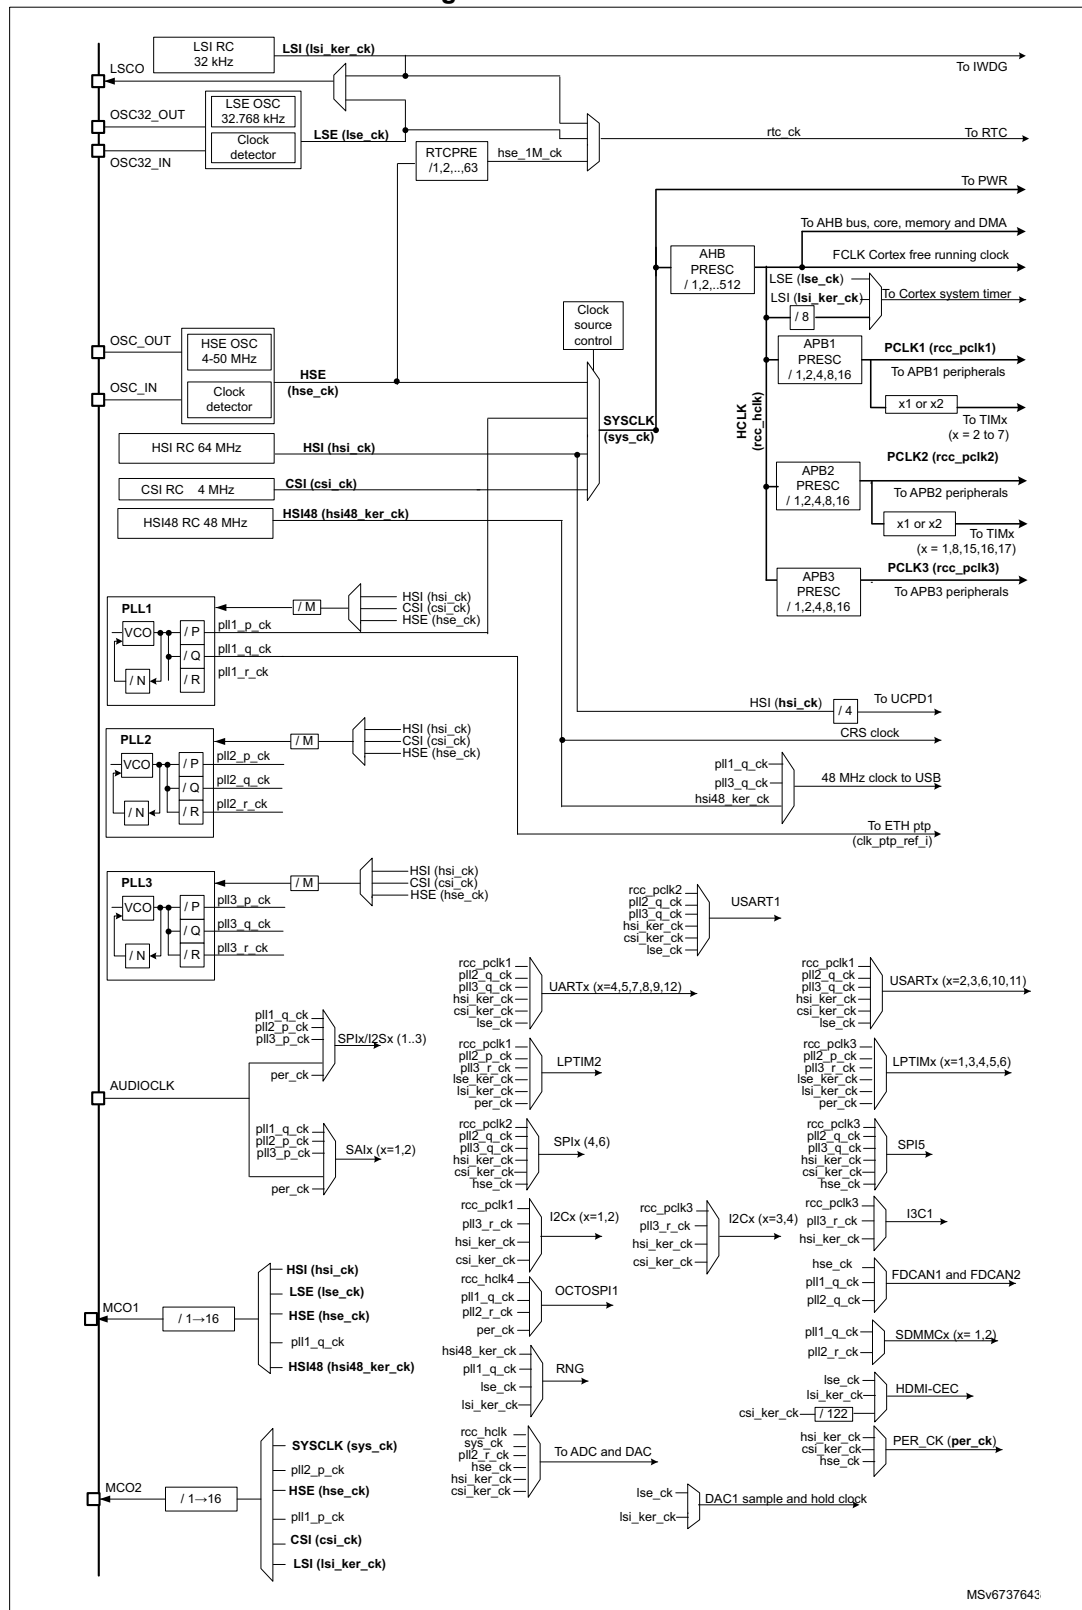 LSI RC
32 kHz
LSI (lsi_ker_ck)
To IWDG
LSCO
OSC32_OUT
LSE OSC
32.768 kHz
Clock
detector
OSC32_IN
LSE (lse_ck)
RTCPRE
/1,2,..,63
hse_1M_ck
rtc_ck
To RTC
To PWR
To AHB bus, core, memory and DMA
AHB
PRESC
/ 1,2,..512
FCLK Cortex free running clock
LSE (lse_ck)
LSI (lsi_ker_ck)
To Cortex system timer
/ 8
Clock
source
control
OSC_OUT
HSE OSC
4-50 MHz
OSC_IN
Clock
detector
HSE
(hse_ck)
APB1
PRESC
/ 1,2,4,8,16
PCLK1 (rcc_pclk1)
To APB1 peripherals
x1 or x2
To TIMx
(x = 2 to 7)
SYSCLK
(sys_ck)
HCLK
(rcc_hclk)
HSI RC 64 MHz
HSI (hsi_ck)
CSI RC 4 MHz
CSI (csi_ck)
HSI48 RC 48 MHz
HSI48 (hsi48_ker_ck)
PCLK2 (rcc_pclk2)
APB2
PRESC
/ 1,2,4,8,16
To APB2 peripherals
x1 or x2
To TIMx
(x = 1,8,15,16,17)
PCLK3 (rcc_pclk3)
APB3
PRESC
/ 1,2,4,8,16
To APB3 peripherals
PLL1
VCO
/ N
/ P
/ Q
/ R
pll1_p_ck
pll1_q_ck
pll1_r_ck
/ M
HSI (hsi_ck)
CSI (csi_ck)
HSE (hse_ck)
HSI (hsi_ck)
/ 4
To UCPD1
CRS clock
PLL2
VCO
/ N
/ P
/ Q
/ R
pll2_p_ck
pll2_q_ck
pll2_r_ck
/ M
HSI (hsi_ck)
CSI (csi_ck)
HSE (hse_ck)
pll1_q_ck
pll3_q_ck
hsi48_ker_ck
48 MHz clock to USB
To ETH ptp
(clk_ptp_ref_i)
PLL3
VCO
/ N
/ P
/ Q
/ R
pll3_p_ck
pll3_q_ck
pll3_r_ck
/ M
HSI (hsi_ck)
CSI (csi_ck)
HSE (hse_ck)
rcc_pclk2
pll2_q_ck
pll3_q_ck
hsi_ker_ck
csi_ker_ck
lse_ck
USART1
rcc_pclk1
pll2_q_ck
pll3_q_ck
hsi_ker_ck
csi_ker_ck
lse_ck
UARTx (x=4,5,7,8,9,12)
rcc_pclk1
pll2_q_ck
pll3_q_ck
hsi_ker_ck
csi_ker_ck
lse_ck
USARTx (x=2,3,6,10,11)
pll1_q_ck
pll2_p_ck
pll3_p_ck
per_ck
SPIx/I2Sx (1..3)
rcc_pclk1
pll2_p_ck
pll3_r_ck
lse_ker_ck
lsi_ker_ck
per_ck
LPTIM2
rcc_pclk3
pll2_p_ck
pll3_r_ck
lse_ker_ck
lsi_ker_ck
per_ck
LPTIMx (x=1,3,4,5,6)
AUDIOCLK
pll1_q_ck
pll2_p_ck
pll3_p_ck
per_ck
SAIx (x=1,2)
rcc_pclk2
pll2_q_ck
pll3_q_ck
hsi_ker_ck
csi_ker_ck
hse_ck
SPIx (4,6)
rcc_pclk3
pll2_q_ck
pll3_q_ck
hsi_ker_ck
csi_ker_ck
hse_ck
SPI5
rcc_pclk1
pll3_r_ck
hsi_ker_ck
csi_ker_ck
I2Cx (x=1,2)
rcc_pclk3
pll3_r_ck
hsi_ker_ck
csi_ker_ck
I2Cx (x=3,4)
rcc_pclk3
pll3_r_ck
hsi_ker_ck
I3C1
MCO1
/ 1→16
HSI (hsi_ck)
LSE (lse_ck)
HSE (hse_ck)
pll1_q_ck
HSI48 (hsi48_ker_ck)
rcc_hclk4
pll1_q_ck
pll2_r_ck
per_ck
OCTOSPI1
hse_ck
pll1_q_ck
pll2_q_ck
FDCAN1 and FDCAN2
pll1_q_ck
pll2_r_ck
SDMMCx (x= 1,2)
hsi48_ker_ck
pll1_q_ck
lse_ck
lsi_ker_ck
RNG
lse_ck
lsi_ker_ck
csi_ker_ck
/ 122
HDMI-CEC
MCO2
/ 1→16
SYSCLK (sys_ck)
pll2_p_ck
HSE (hse_ck)
pll1_p_ck
CSI (csi_ck)
LSI (lsi_ker_ck)
rcc_hclk
sys_ck
pll2_r_ck
hse_ck
hsi_ker_ck
csi_ker_ck
To ADC and DAC
hsi_ker_ck
csi_ker_ck
hse_ck
PER_CK (per_ck)
lse_ck
lsi_ker_ck
DAC1 sample and hold clock